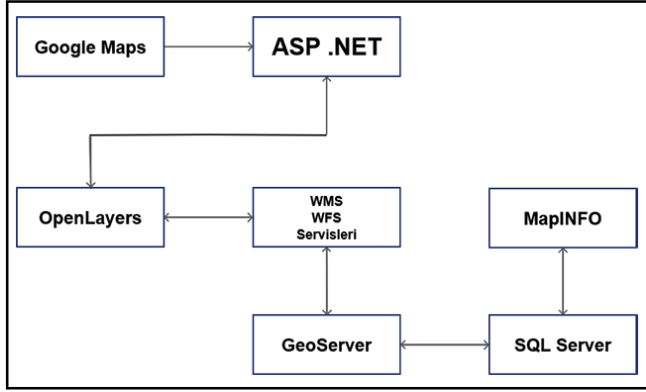 Google Maps
ASP .NET
OpenLayers
WMS
WFS
Servisleri
MapINFO
GeoServer
SQL Server